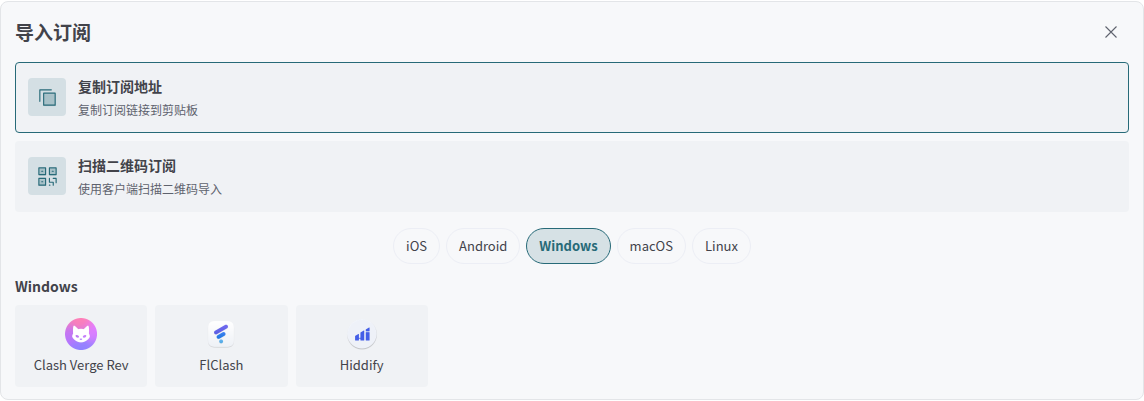 导入订阅
复制订阅地址
复制订阅链接到剪贴板
扫描二维码订阅
使用客户端扫描二维码导入
iOS Android Windows macOS Linux
Windows
Clash Verge Rev FlClash Hiddify